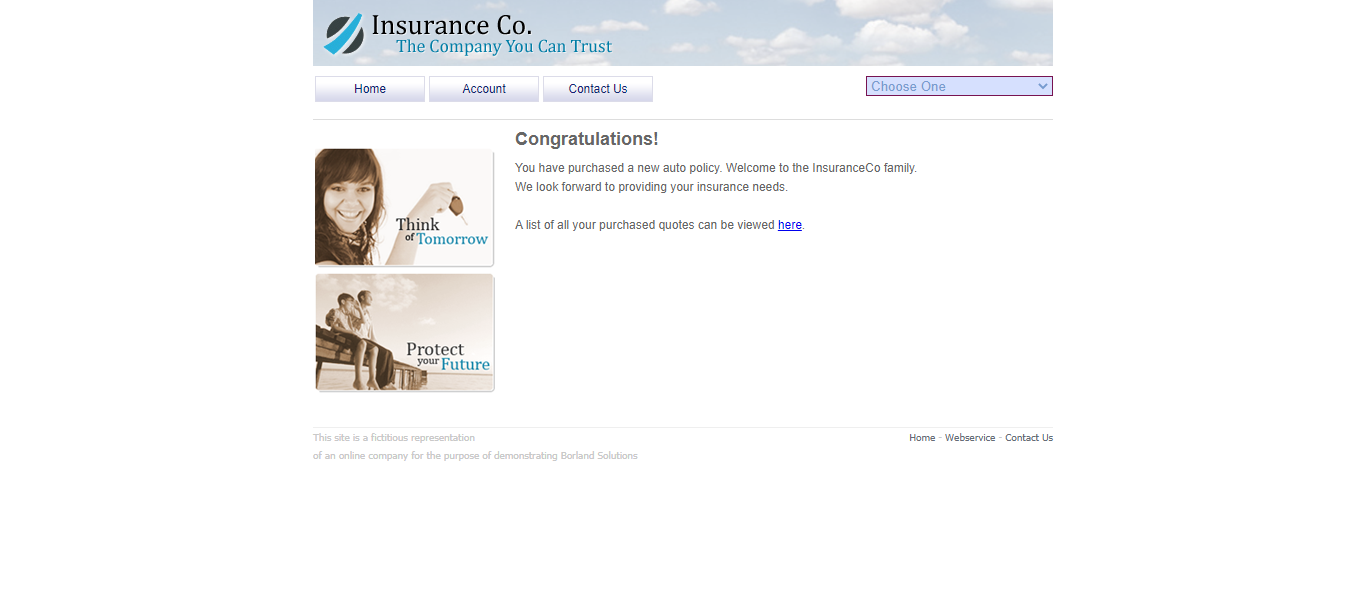 Insurance Co.
The Company You Can Trust
Home
Account
Contact Us
Choose One
Congratulations!
You have purchased a new auto policy. Welcome to the InsuranceCo family.
We look forward to providing your insurance needs.
A list of all your purchased quotes can be viewed here.
Think
of Tomorrow
Protect
your Future
This site is a fictitious representation
of an online company for the purpose of demonstrating Borland Solutions
Home - Webservice - Contact Us